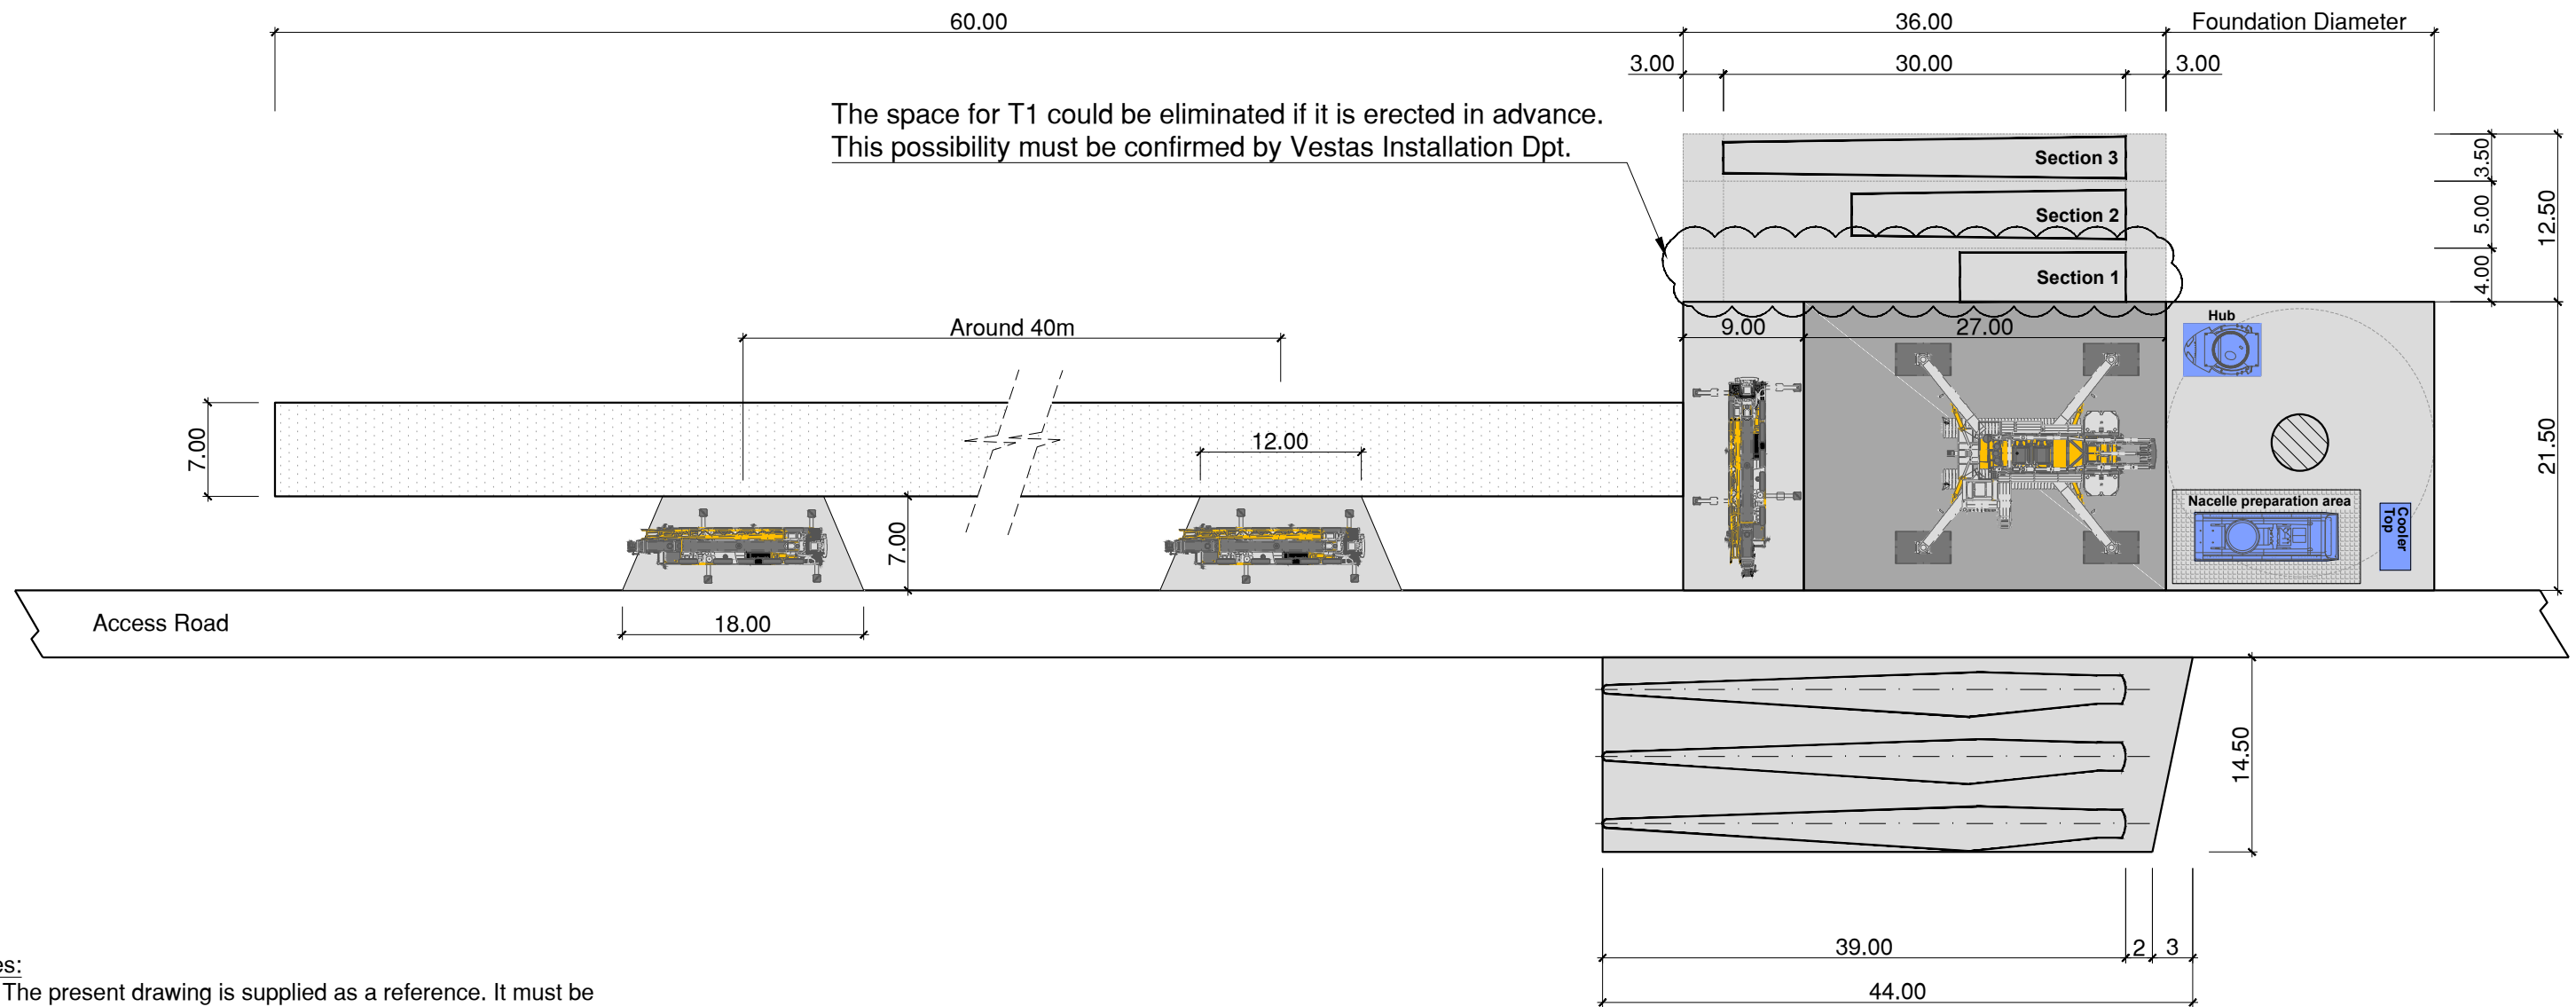 60.00
36.00
Foundation Diameter
3.00
30.00
3.00
The space for T1 could be eliminated if it is erected in advance.
This possibility must be confirmed by Vestas Installation Dpt.
Section 3
3.50
Section 2
5.00
12.50
Section 1
4.00
Around 40m
9.00
27.00
Hub
7.00
12.00
21.50
Nacelle preparation area
Cooler
Top
7.00
Access Road
18.00
14.50
39.00
2
3
es:
The present drawing is supplied as a reference. It must be
44.00